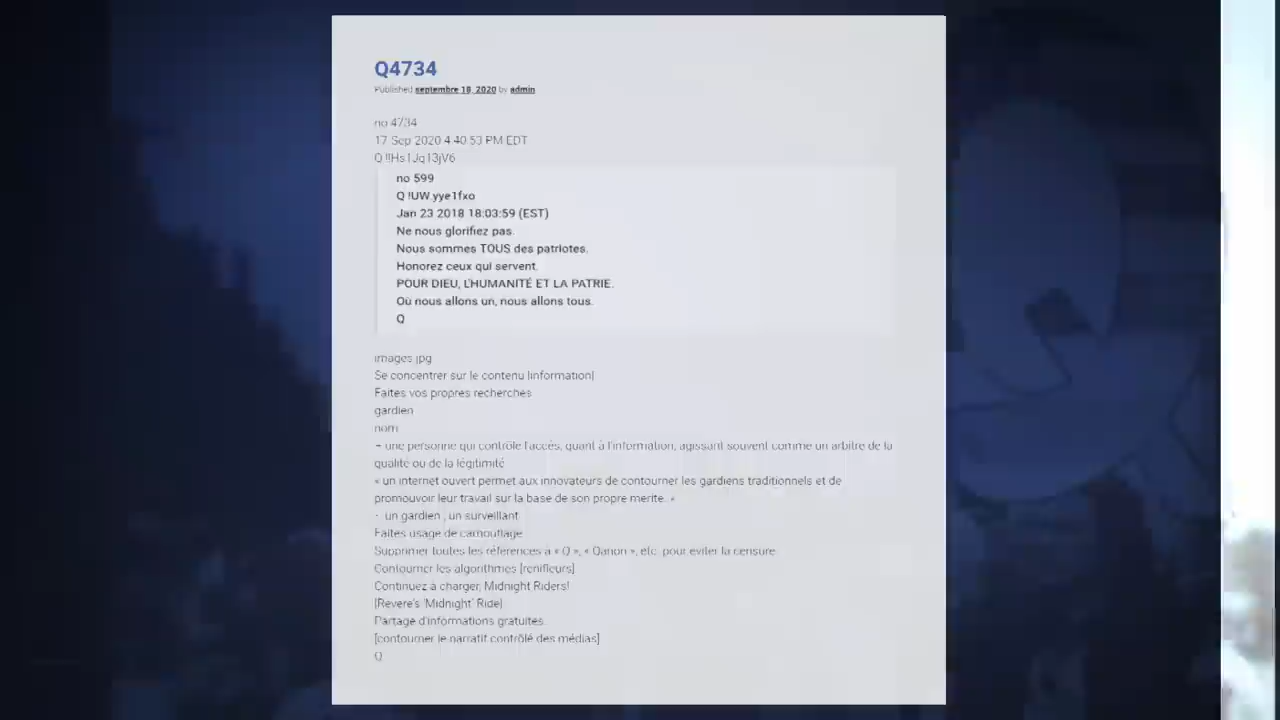 Q4734
Published septembre 18, 2020 by admin
no 4734
17 Sep 2020 4:40:53 PM EDT
Q !!Hs1Jq13jV6
no 599
Q !UW.yye1fxo
Jan 23 2018 18:03:59 (EST)
Ne nous glorifiez pas.
Nous sommes TOUS des patriotes.
Honorez ceux qui servent.
POUR DIEU, L'HUMANITÉ ET LA PATRIE.
Où nous allons un, nous allons tous.
Q
images.jpg
Se concentrer sur le contenu [information]
Faites vos propres recherches
gardien
nom
– une personne qui contrôle l'accès, quant à l'information, agissant souvent comme un arbitre de la
qualité ou de la légitimité
« un internet ouvert permet aux innovateurs de contourner les gardiens traditionnels et de
promouvoir leur travail sur la base de son propre mérite. »
- un gardien ; un surveillant
Faites usage de camouflage
Supprimer toutes les références à « Q », « Qanon », etc. pour éviter la censure
Contourner les algorithmes [renifleurs]
Continuez à charger, Midnight Riders!
[Revere's 'Midnight' Ride]
Partage d'informations gratuites.
[contourner le narratif contrôlé des médias]
Q